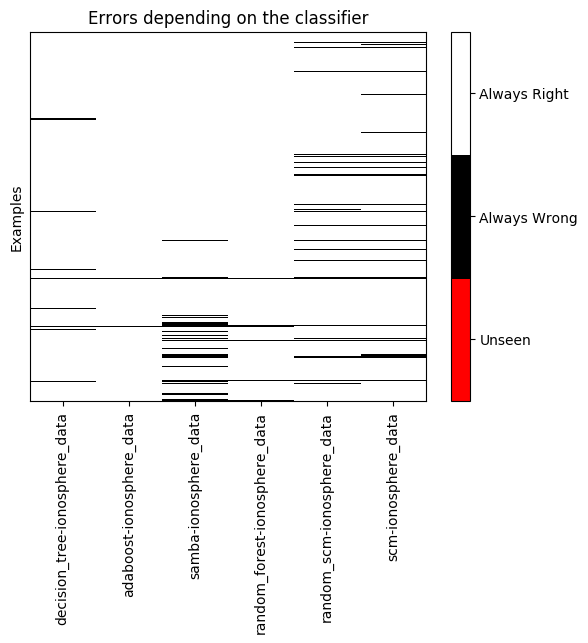 Errors depending on the classifier
Examples
Always Right
Always Wrong
Unseen
decision_tree-ionosphere_data
adaboost-ionosphere_data
samba-ionosphere_data
random_forest-ionosphere_data
random_scm-ionosphere_data
scm-ionosphere_data